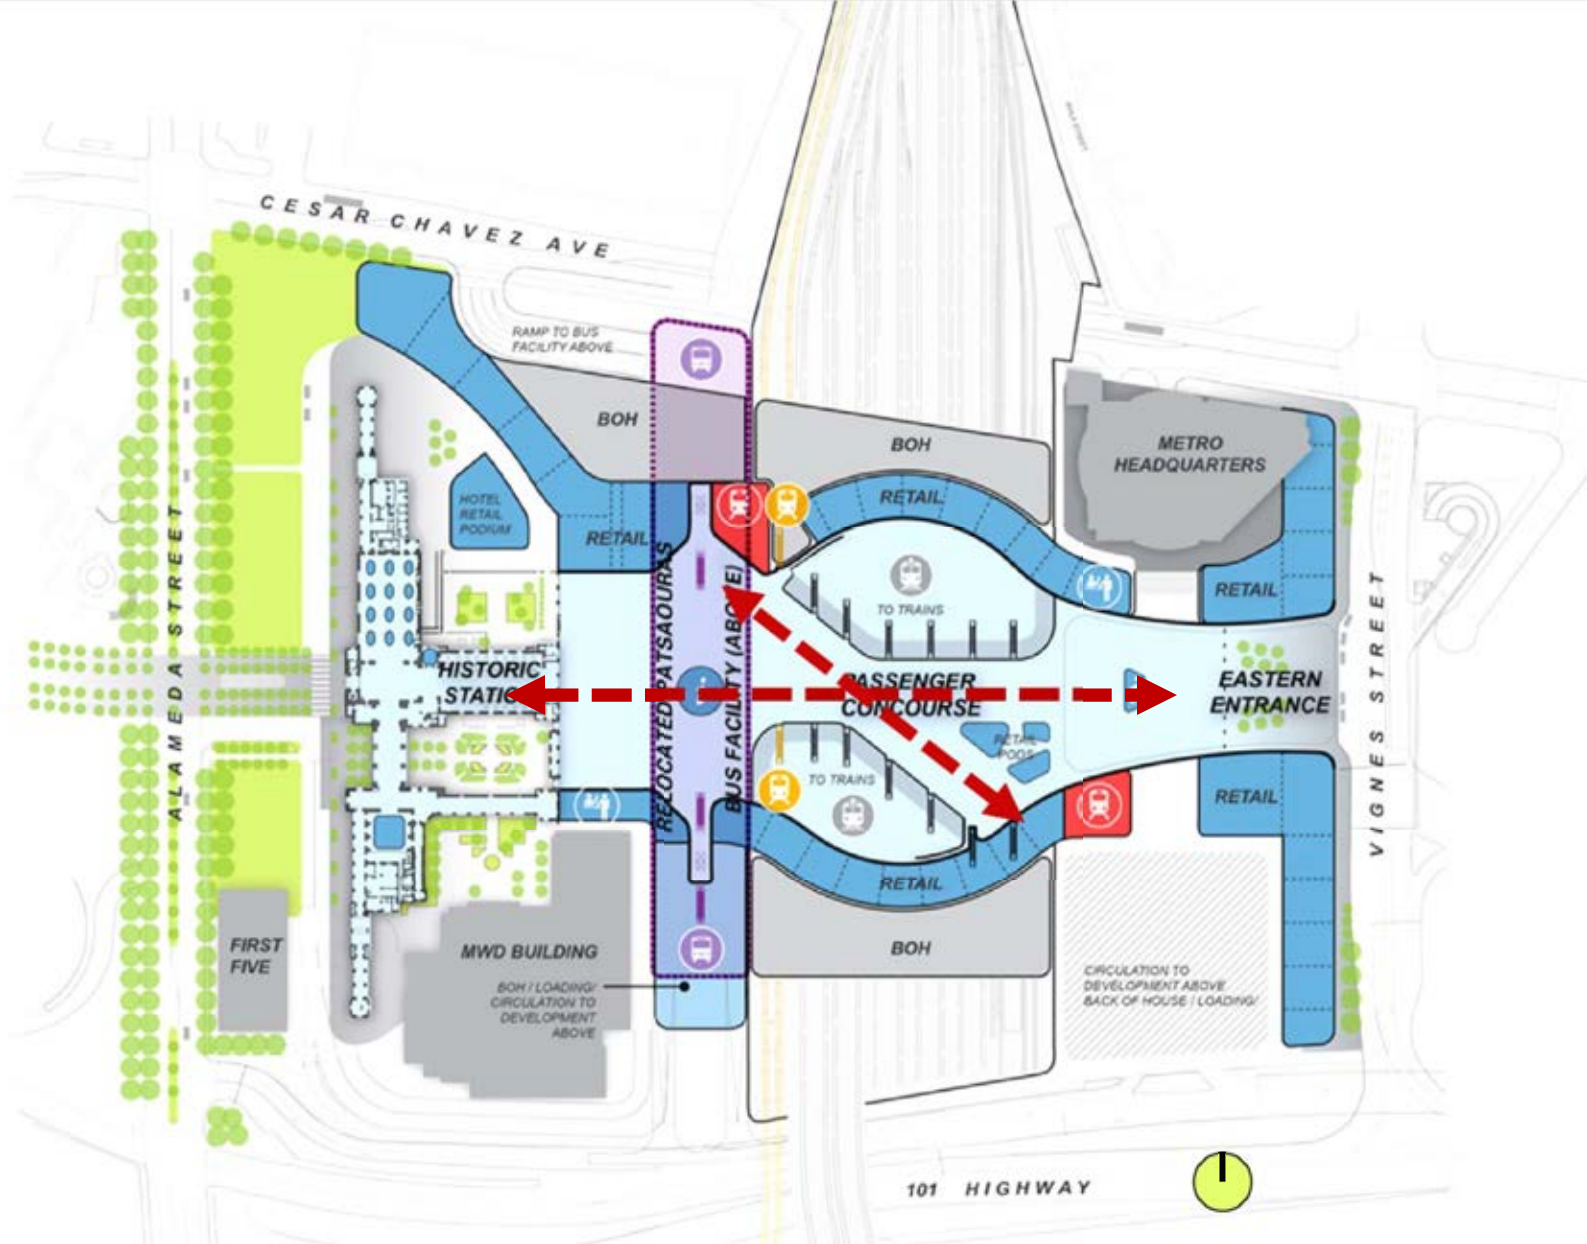 CESAR CHAVEZ AVE
RAMP TO BUS
FACILITY ABOVE
BOH
BOH
METRO
HEADQUARTERS
RETAIL
HOTEL
RETAIL
PODIUM
RETAIL
RELOCATED PATSAOURAS
BUS FACILITY (ABOVE)
TO TRAINS
RETAIL
ALAMEDA STREET
HISTORIC
STATION
PASSENGER
CONCOURSE
EASTERN
ENTRANCE
VIGNES STREET
RETAIL
PODS
TO TRAINS
RETAIL
RETAIL
FIRST
FIVE
MWD BUILDING
BOH / LOADING/
CIRCULATION TO
DEVELOPMENT
ABOVE
BOH
CIRCULATION TO
DEVELOPMENT ABOVE
BACK OF HOUSE / LOADING/
101 HIGHWAY